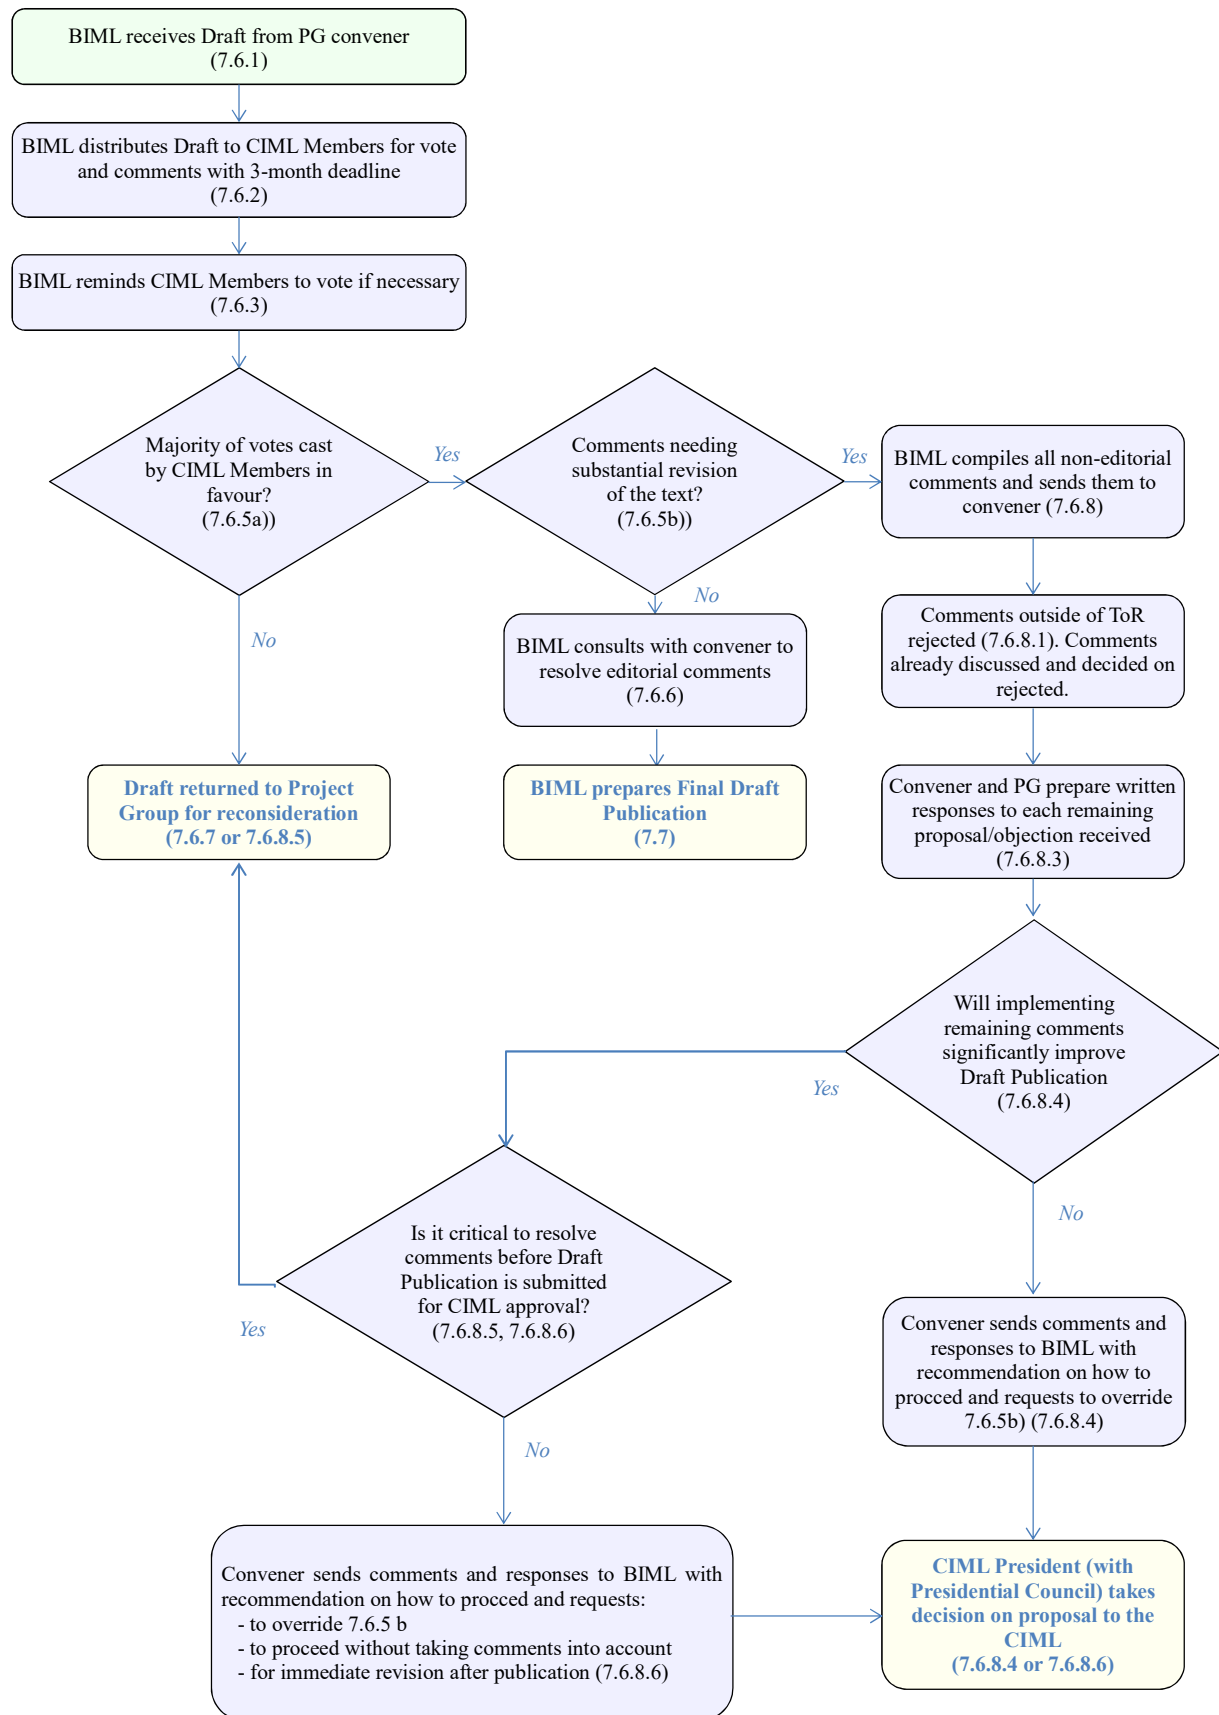 BIML receives Draft from PG convener
(7.6.1)
BIML distributes Draft to CIML Members for vote
and comments with 3-month deadline
(7.6.2)
BIML reminds CIML Members to vote if necessary
(7.6.3)
Majority of votes cast
by CIML Members in
favour?
(7.6.5a))
Yes
Comments needing
substantial revision
of the text?
(7.6.5b))
Yes
BIML compiles all non-editorial
comments and sends them to
convener (7.6.8)
No
No
BIML consults with convener to
resolve editorial comments
(7.6.6)
Comments outside of ToR
rejected (7.6.8.1). Comments
already discussed and decided on
rejected.
Draft returned to Project
Group for reconsideration
(7.6.7 or 7.6.8.5)
BIML prepares Final Draft
Publication
(7.7)
Convener and PG prepare written
responses to each remaining
proposal/objection received
(7.6.8.3)
Will implementing
remaining comments
significantly improve
Draft Publication
(7.6.8.4)
Yes
No
Is it critical to resolve
comments before Draft
Publication is submitted
for CIML approval?
(7.6.8.5, 7.6.8.6)
Yes
No
Convener sends comments and
responses to BIML with
recommendation on how to
procced and requests to override
7.6.5b) (7.6.8.4)
Convener sends comments and responses to BIML with
recommendation on how to procced and requests:
- to override 7.6.5 b
- to proceed without taking comments into account
- for immediate revision after publication (7.6.8.6)
CIML President (with
Presidential Council) takes
decision on proposal to the
CIML
(7.6.8.4 or 7.6.8.6)